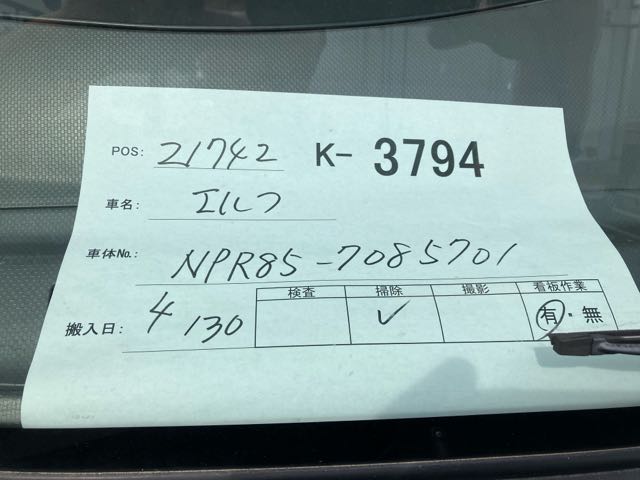 POS: 21742 K- 3794
車名: エルフ
車体No.: NPR85-7085701
搬入日: 4/30
検査 掃除 撮影 看板作業
✓ 有・無